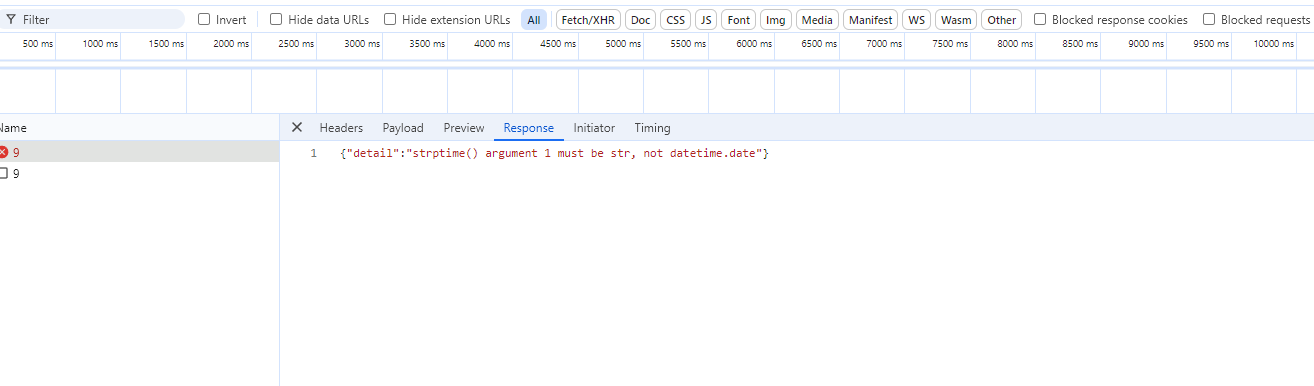 Filter Invert Hide data URLs Hide extension URLs All Fetch/XHR Doc CSS JS Font Img Media Manifest WS Wasm Other Blocked response cookies Blocked requests
500 ms 1000 ms 1500 ms 2000 ms 2500 ms 3000 ms 3500 ms 4000 ms 4500 ms 5000 ms 5500 ms 6000 ms 6500 ms 7000 ms 7500 ms 8000 ms 8500 ms 9000 ms 9500 ms 10000 ms
Name Headers Payload Preview Response Initiator Timing
9 1 {"detail":"strptime() argument 1 must be str, not datetime.date"}
9